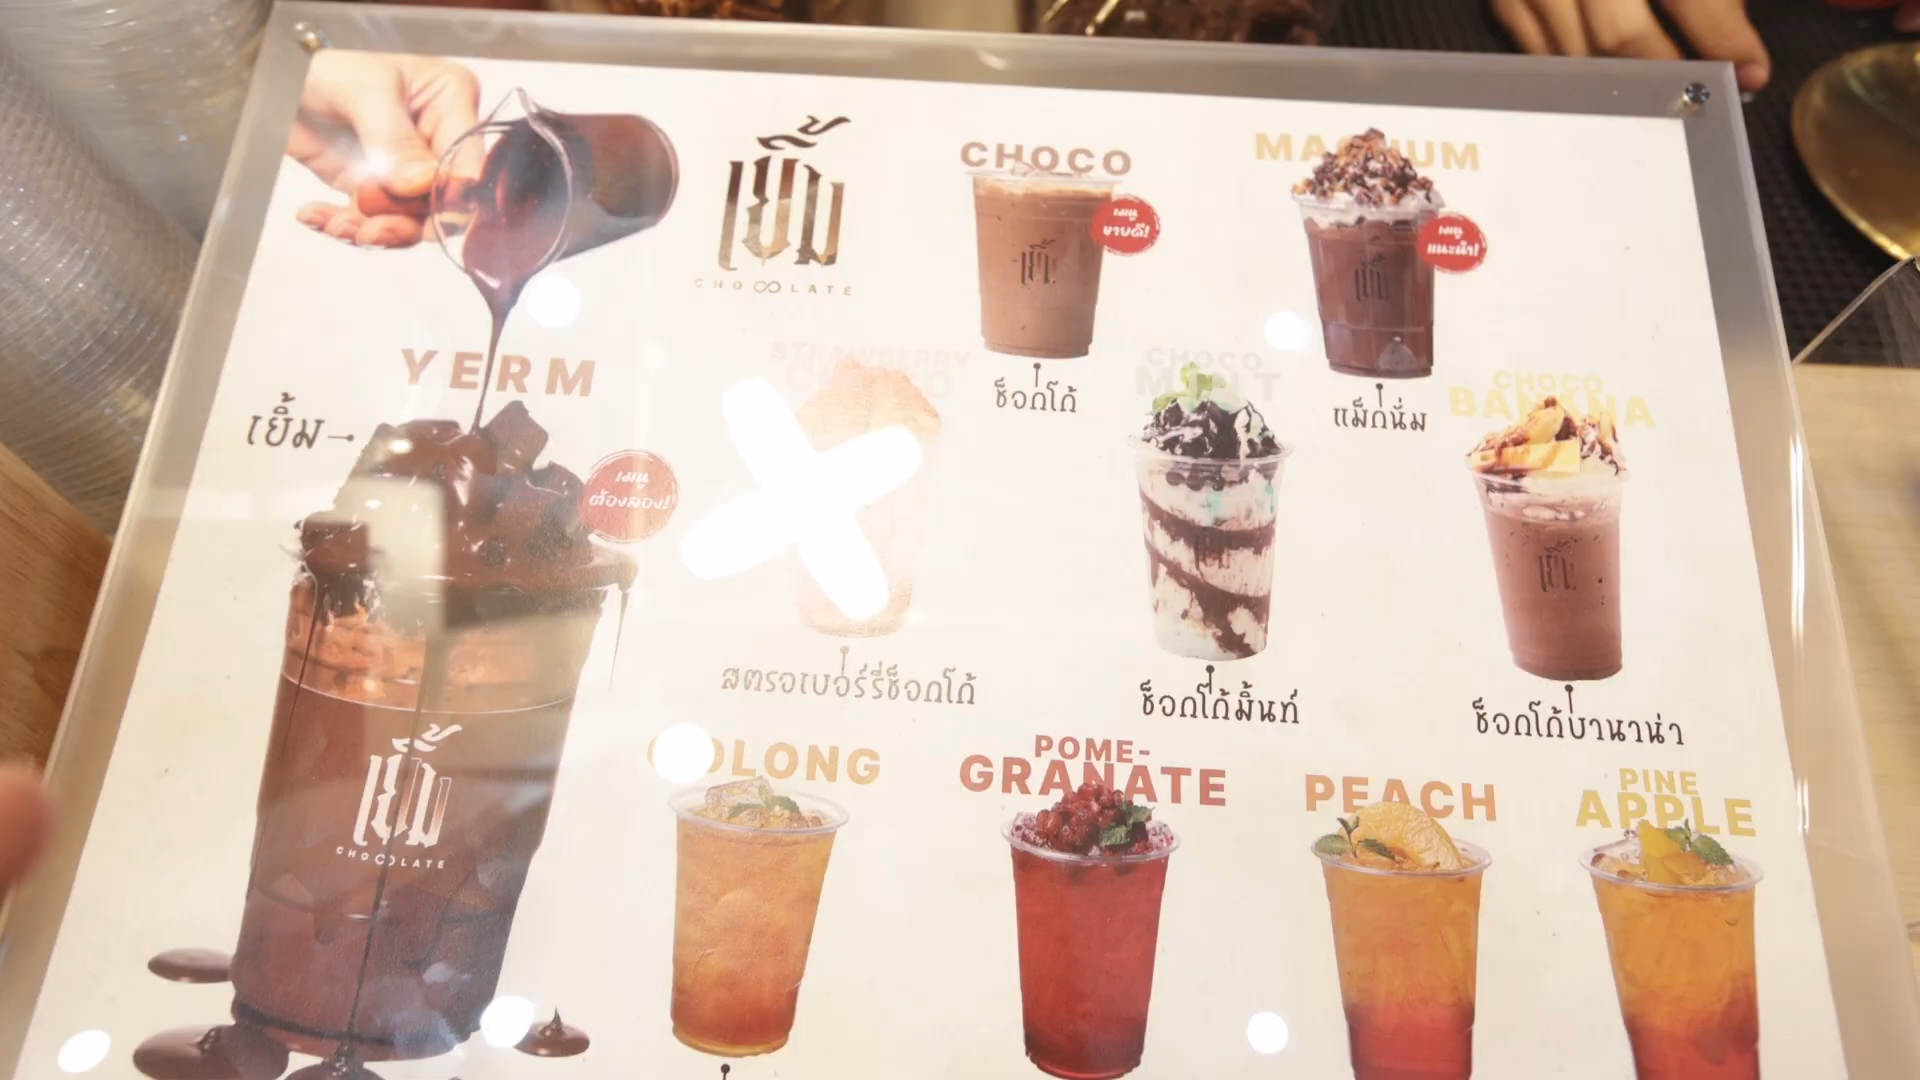 เยิ้ม
CHOCOLATE
CHOCO
เมนู
ขายดี!
ช็อกโก้
MAGNUM
เมนู
แนะนำ!
แม็กนั่ม
YERM
เยิ้ม
เมนู
ต้องลอง!
เยิ้ม
CHOCOLATE
STRAWBERRY
CHOCO
สตรอเบอร์รี่ช็อกโก้
CHOCO
MINT
ช็อกโก้มิ้นท์
CHOCO
BANANA
ช็อกโก้บานาน่า
OOLONG
POME-
GRANATE
PEACH
PINE
APPLE